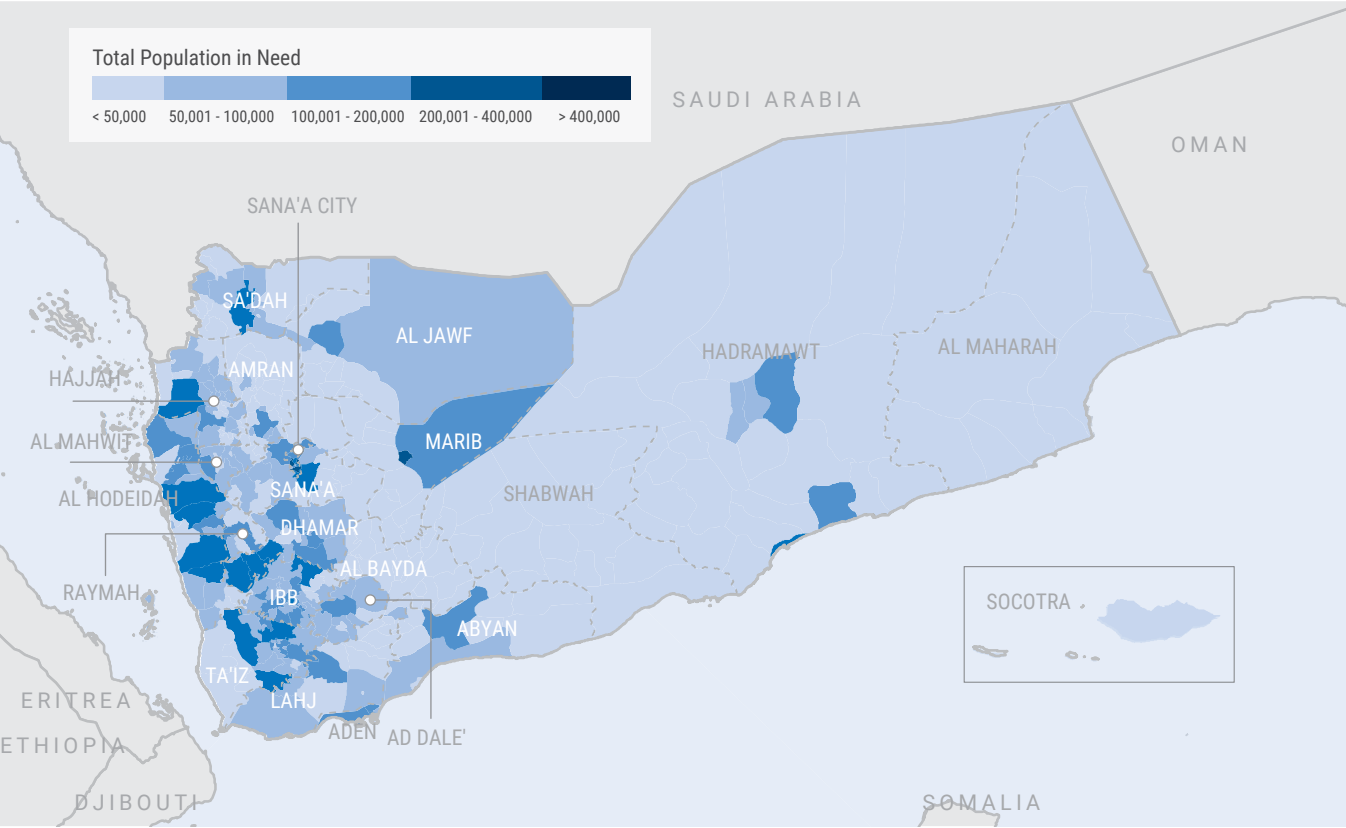 Total Population in Need
< 50,000 50,001 - 100,000 100,001 - 200,000 200,001 - 400,000 > 400,000
SAUDI ARABIA
OMAN
SANA'A CITY
SA'DAH
AL JAWF
HADRAMAWT
AL MAHARAH
AMRAN
HAJJAH
AL MAHWIT
MARIB
SANA'A
SHABWAH
AL HODEIDAH
DHAMAR
AL BAYDA
RAYMAH
IBB
SOCOTRA
ABYAN
TA'IZ
LAHJ
ERITREA
ADEN
AD DALE'
ETHIOPIA
DJIBOUTI
SOMALIA